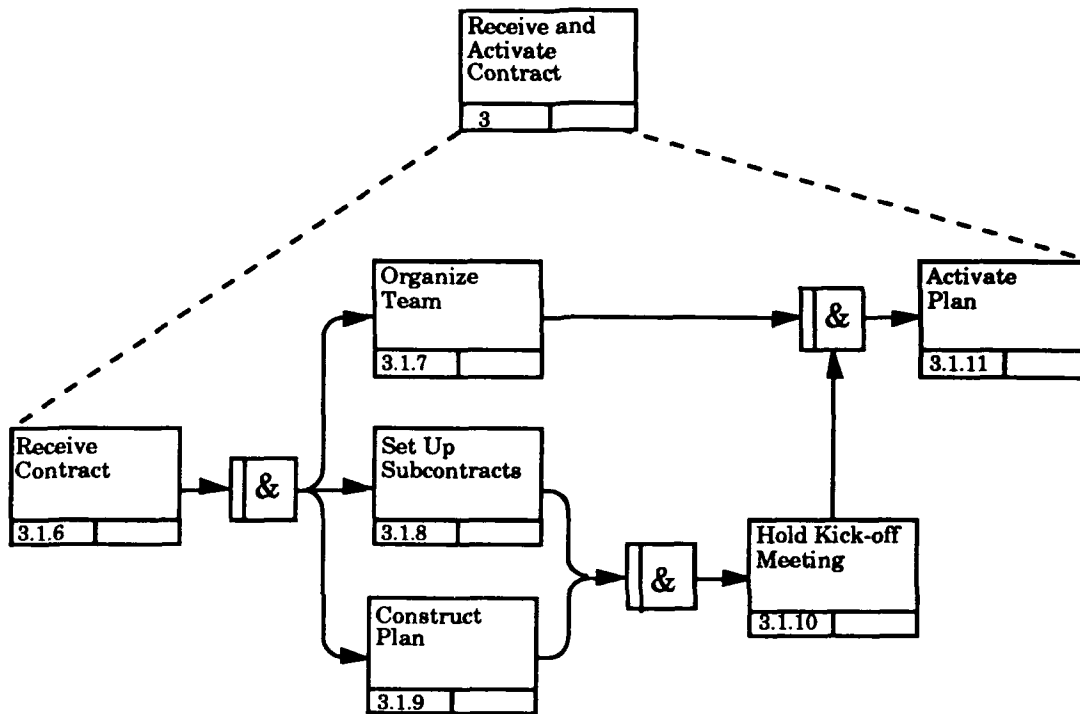 Receive and
Activate
Contract
3
Organize
Team
3.1.7
&
Activate
Plan
3.1.11
Receive
Contract
3.1.6
&
Set Up
Subcontracts
3.1.8
&
Hold Kick-off
Meeting
3.1.10
Construct
Plan
3.1.9